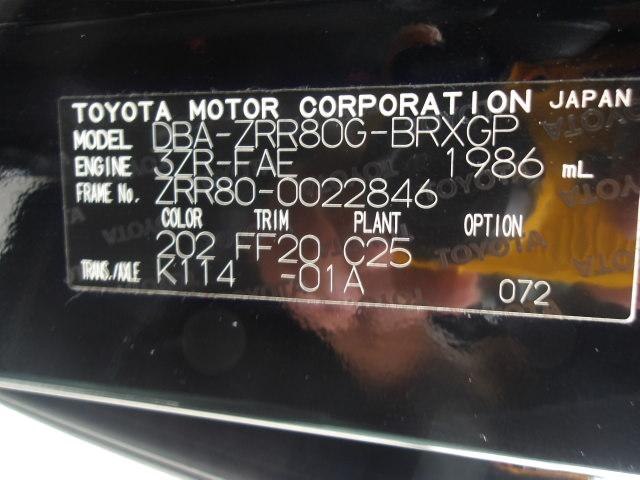 TOYOTA MOTOR CORPORATION JAPAN
MODEL DBA-ZRR80G-BRXGP
ENGINE 3ZR-FAE 1986 mL
FRAME No. ZRR80-0022846
COLOR TRIM PLANT OPTION
202 FF20 C25
TRANS./AXLE K114 -01A
072